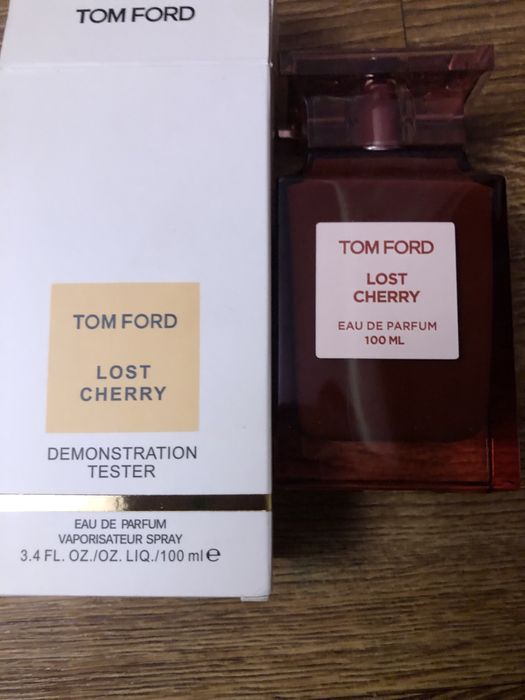 TOM FORD
TOM FORD
LOST
CHERRY
DEMONSTRATION
TESTER
EAU DE PARFUM
VAPORISATEUR SPRAY
3.4 FL. OZ./OZ. LIQ./100 ml ℮
TOM FORD
LOST
CHERRY
EAU DE PARFUM
100 ML